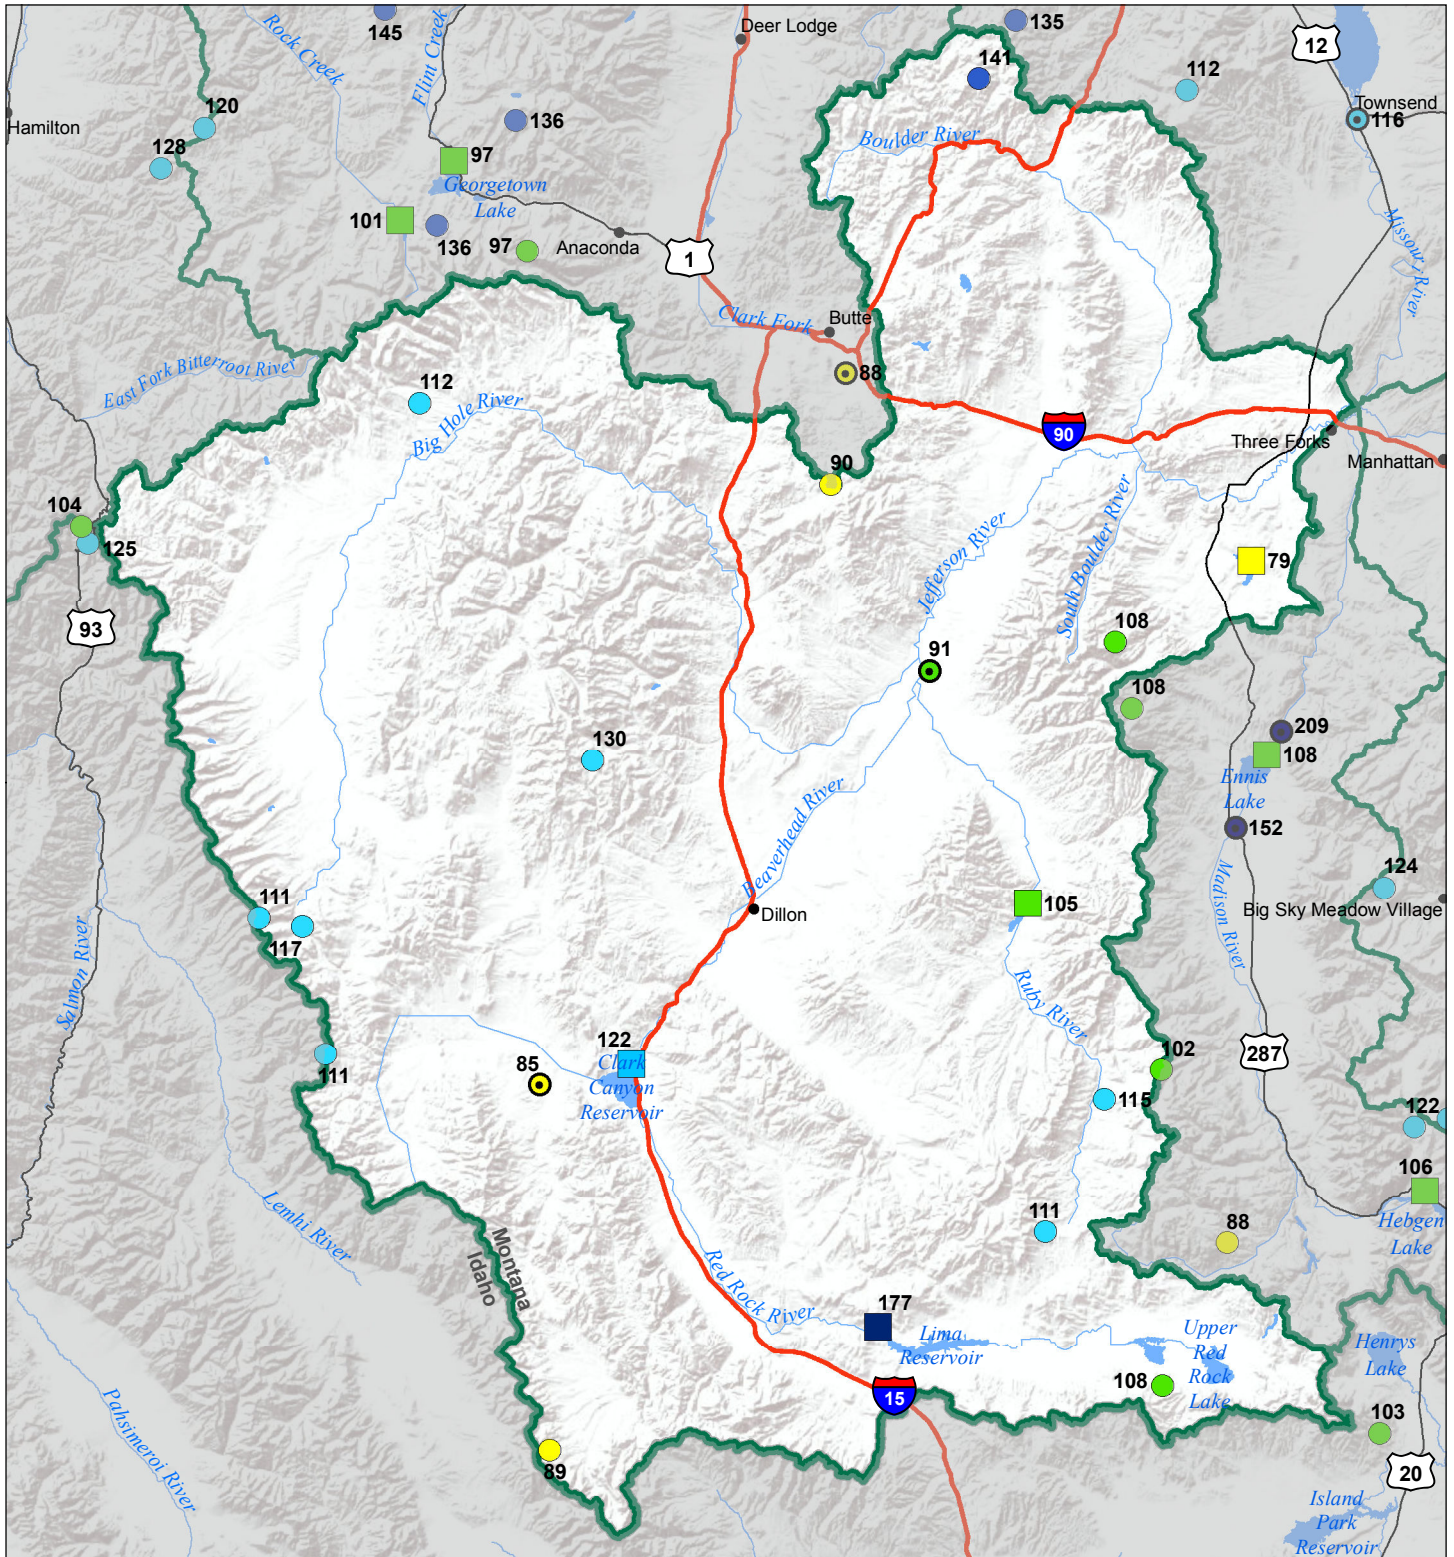 145
Rock Creek
Flint Creek
Deer Lodge
135
12
141
112
120
Hamilton
136
Townsend
116
128
97
Boulder River
Georgetown
Lake
101
136
97
Anaconda
1
Missouri River
Clark Fork
Butte
East Fork Bitterroot River
88
112
Big Hole River
90
Three Forks
Manhattan
90
104
125
Jefferson River
South Boulder River
79
93
108
91
108
209
108
130
Ennis
Lake
Beaverhead River
152
124
Madison River
111
117
Dillon
105
Big Sky Meadow Village
Salmon River
Ruby River
122
Clark
Canyon
Reservoir
85
111
102
287
115
122
106
Lemhi River
Montana
Idaho
111
88
Hebgen
Lake
Red Rock River
177
Lima
Reservoir
Upper
Red
Rock
Lake
Henrys
Lake
108
15
Pahsimeroi River
103
89
20
Island
Park
Reservoir